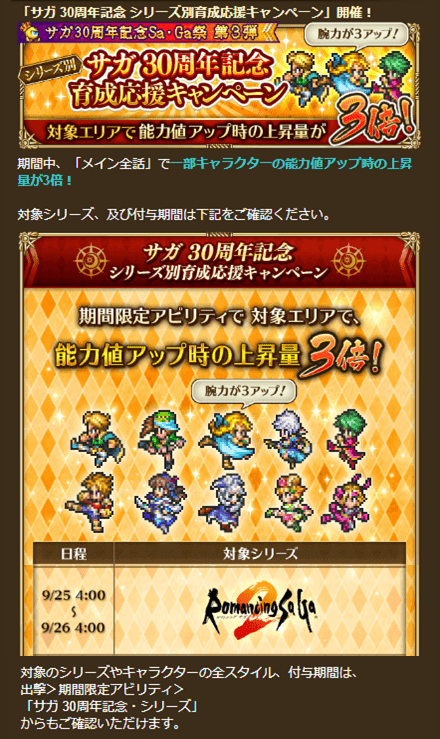 「サガ 30周年記念 シリーズ別育成応援キャンペーン」開催！
サガ30周年記念Sa・Ga祭 第3弾
腕力が3アップ!
シリーズ別
サガ 30周年記念
育成応援キャンペーン
対象エリアで能力値アップ時の上昇量が
3倍!
期間中、「メイン全話」で一部キャラクターの能力値アップ時の上昇
量が3倍！
対象シリーズ、及び付与期間は下記をご確認ください。
サガ 30周年記念
シリーズ別育成応援キャンペーン
期間限定アビリティで 対象エリアで、
能力値アップ時の上昇量 3倍!
腕力が3アップ!
日程
対象シリーズ
9/25 4:00
～
9/26 4:00
Romancing SaGa
2
対象のシリーズやキャラクターの全スタイル、付与期間は、
出撃＞期間限定アビリティ＞
「サガ 30周年記念・シリーズ」
からもご確認いただけます。